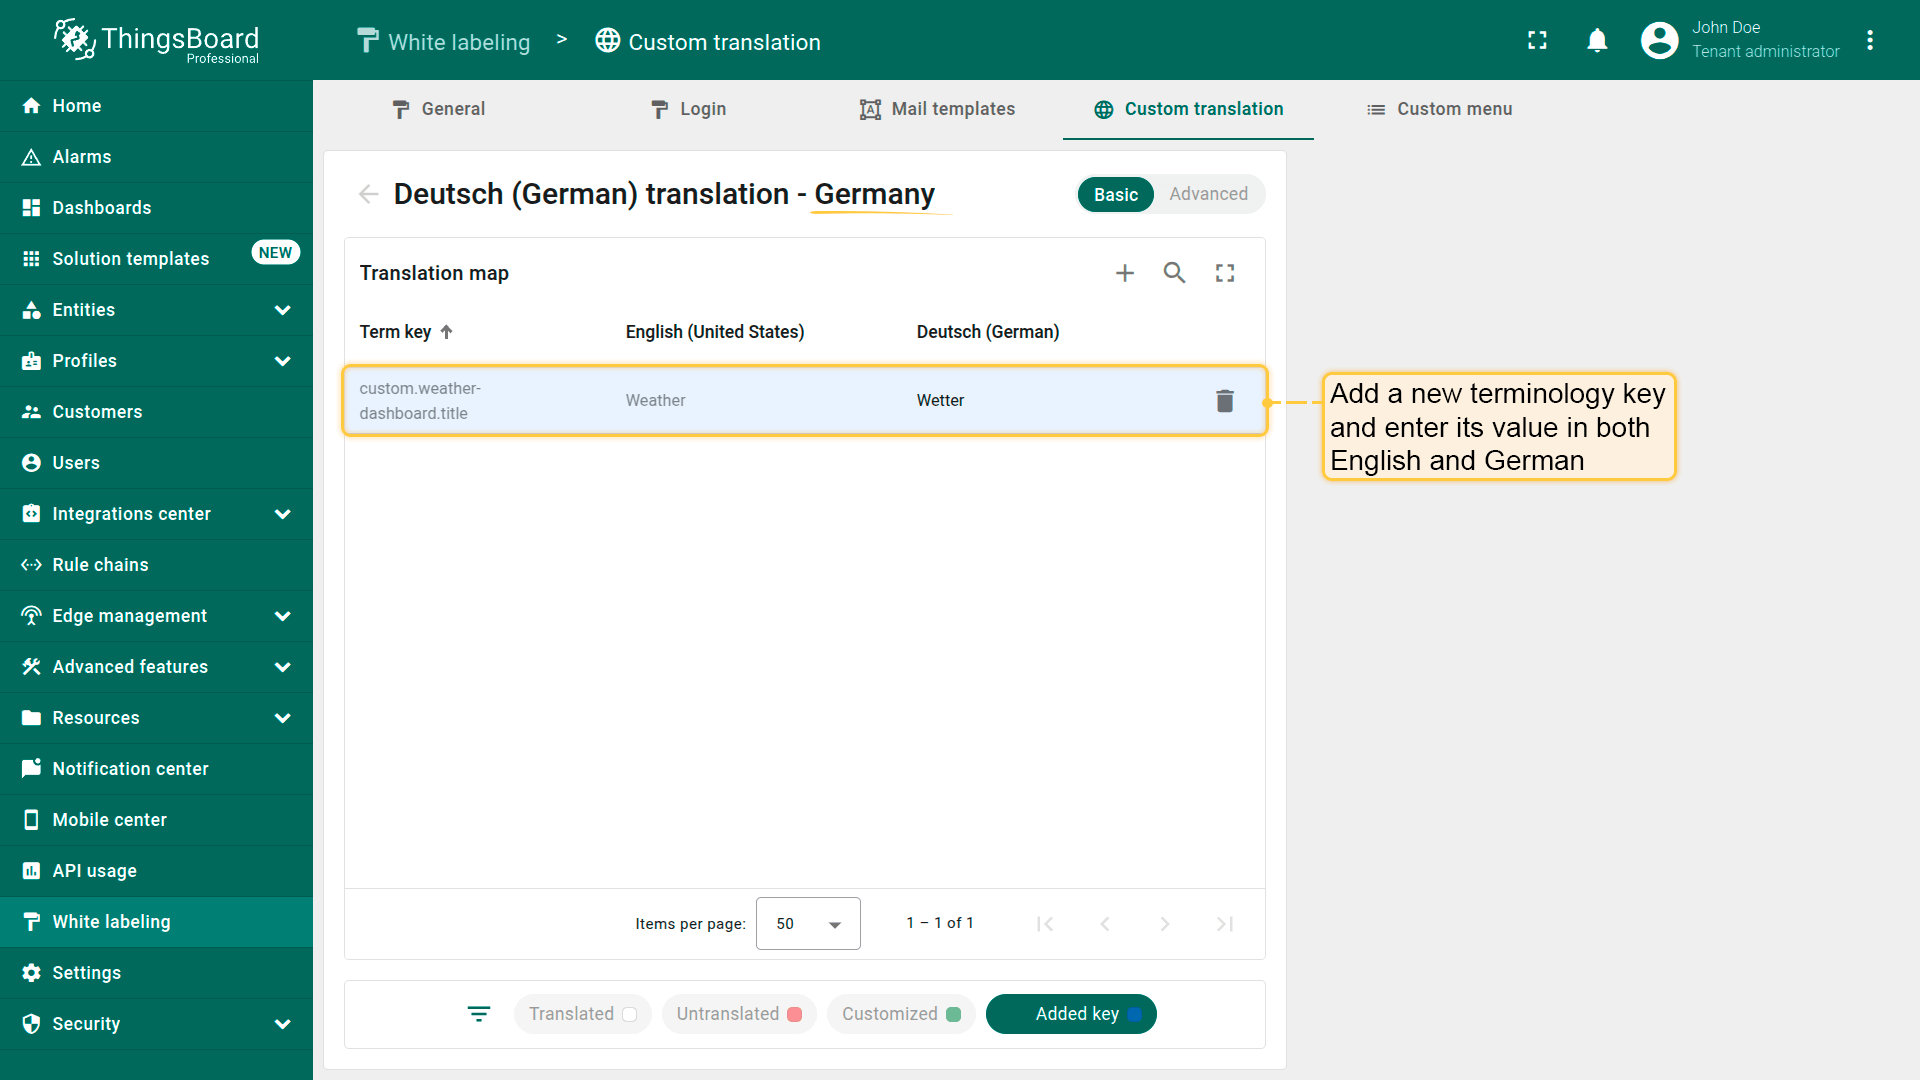 ThingsBoard
Professional
White labeling > Custom translation
John Doe
Tenant administrator
Home
Alarms
Dashboards
Solution templates
NEW
Entities
Profiles
Customers
Users
Integrations center
Rule chains
Edge management
Advanced features
Resources
Notification center
Mobile center
API usage
White labeling
Settings
Security
General
Login
Mail templates
Custom translation
Custom menu
Deutsch (German) translation - Germany
Basic
Advanced
Translation map
Term key
English (United States)
Deutsch (German)
custom.weather-
dashboard.title
Weather
Wetter
Add a new terminology key
and enter its value in both
English and German
Items per page:
50
1 – 1 of 1
Translated
Untranslated
Customized
Added key